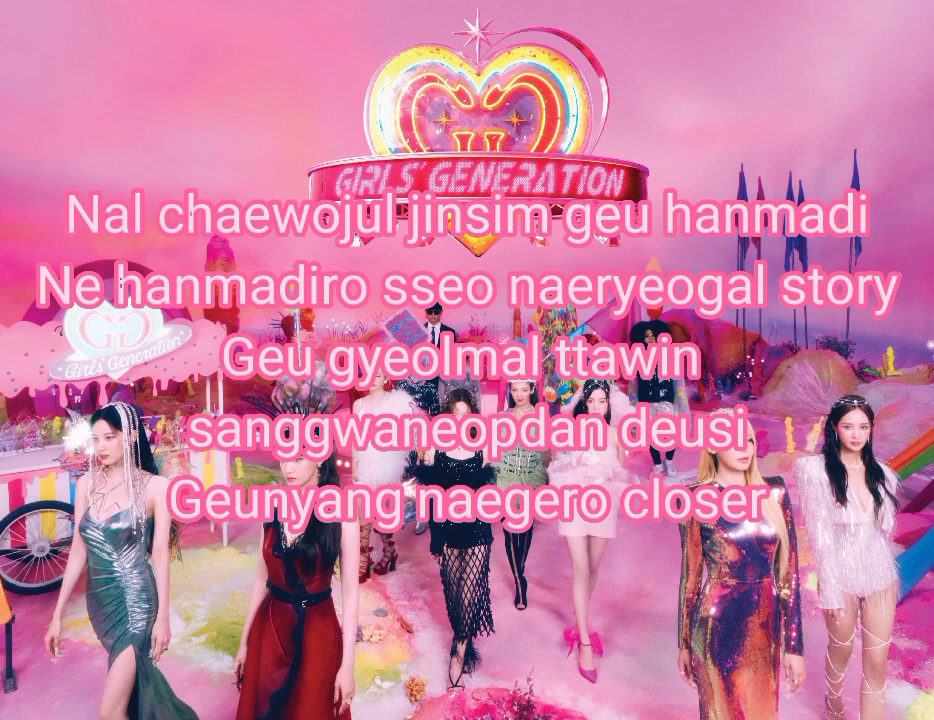 GIRLS' GENERATION
Nal chaewojul jinsim geu hanmadi
Ne hanmadiro sseo naeryeogal story
Geu gyeolmal ttawin
sanggwaneopdan deusi
Geunyang naegero closer
Girls' Generation